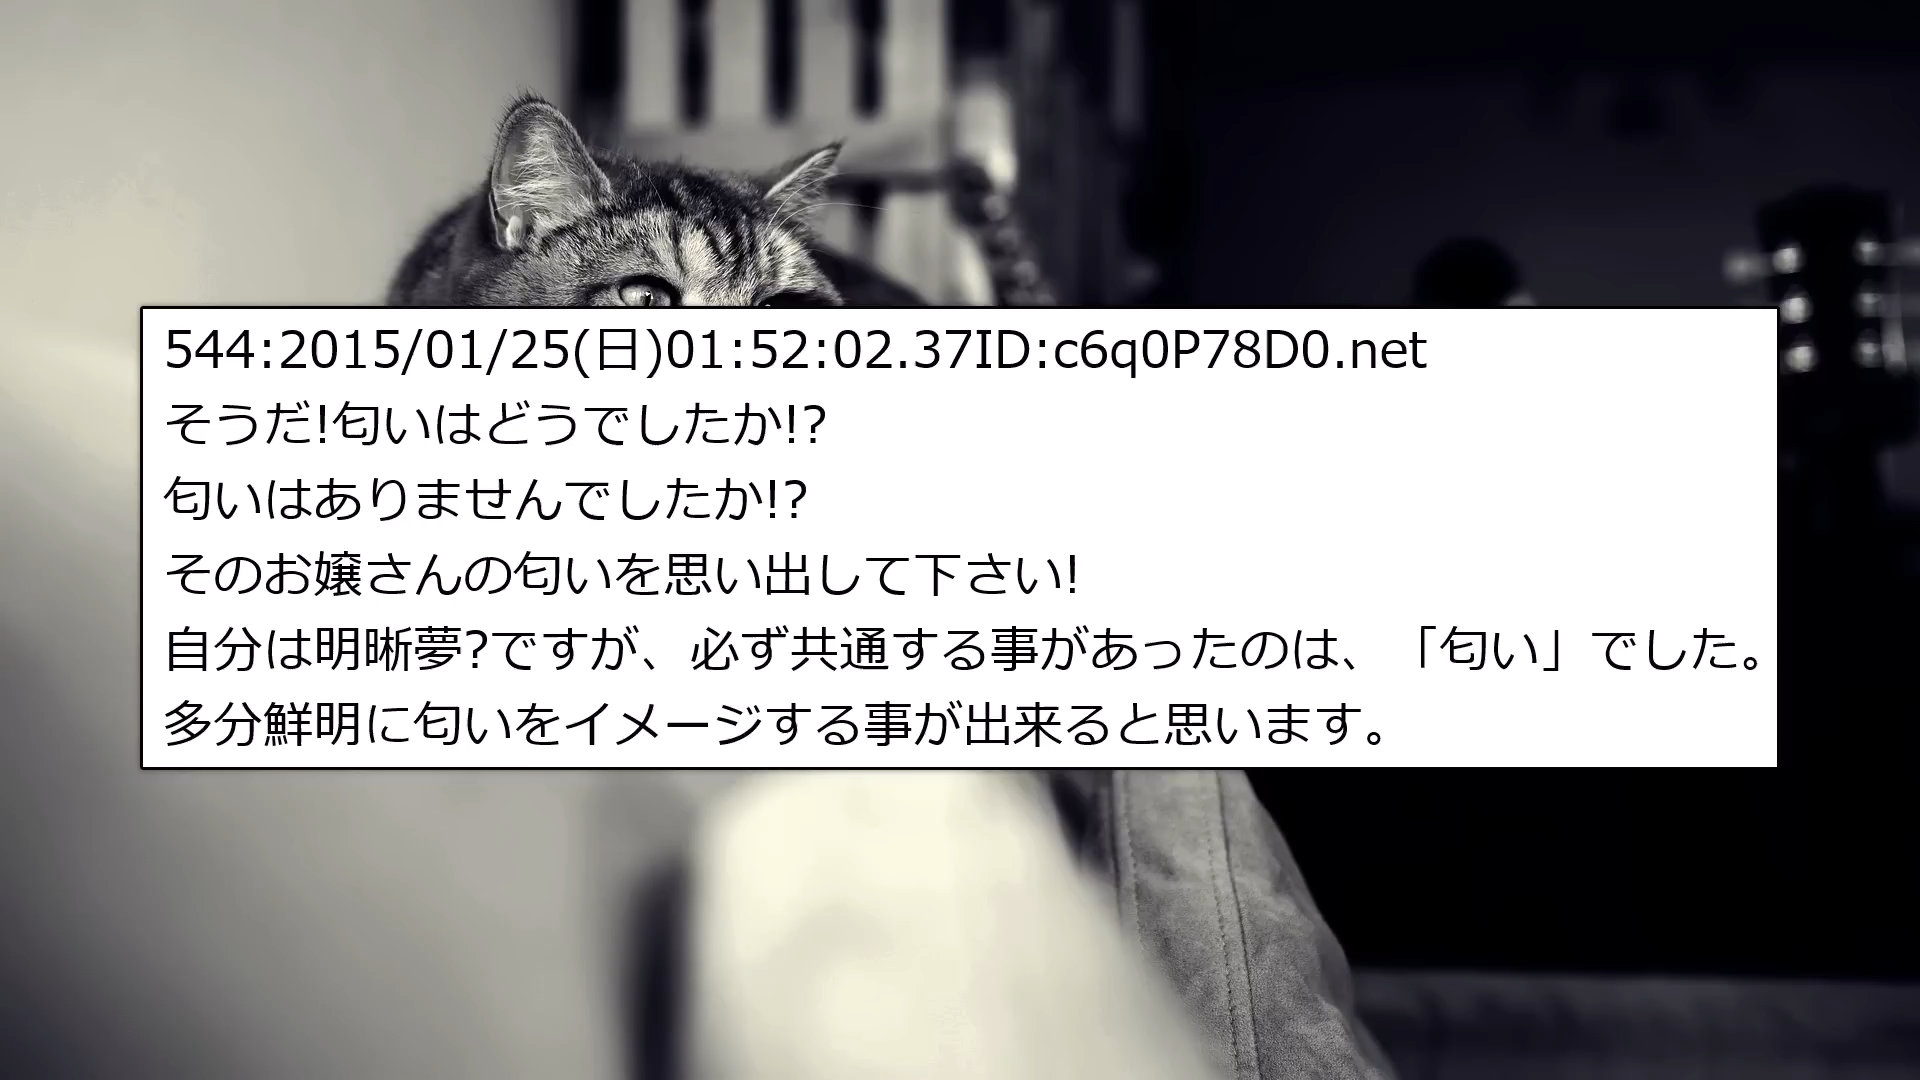 544:2015/01/25(日)01:52:02.37ID:c6q0P78D0.net
そうだ!匂いはどうでしたか!?
匂いはありませんでしたか!?
そのお嬢さんの匂いを思い出して下さい!
自分は明晰夢?ですが、必ず共通する事があったのは、「匂い」でした。
多分鮮明に匂いをイメージする事が出来ると思います。